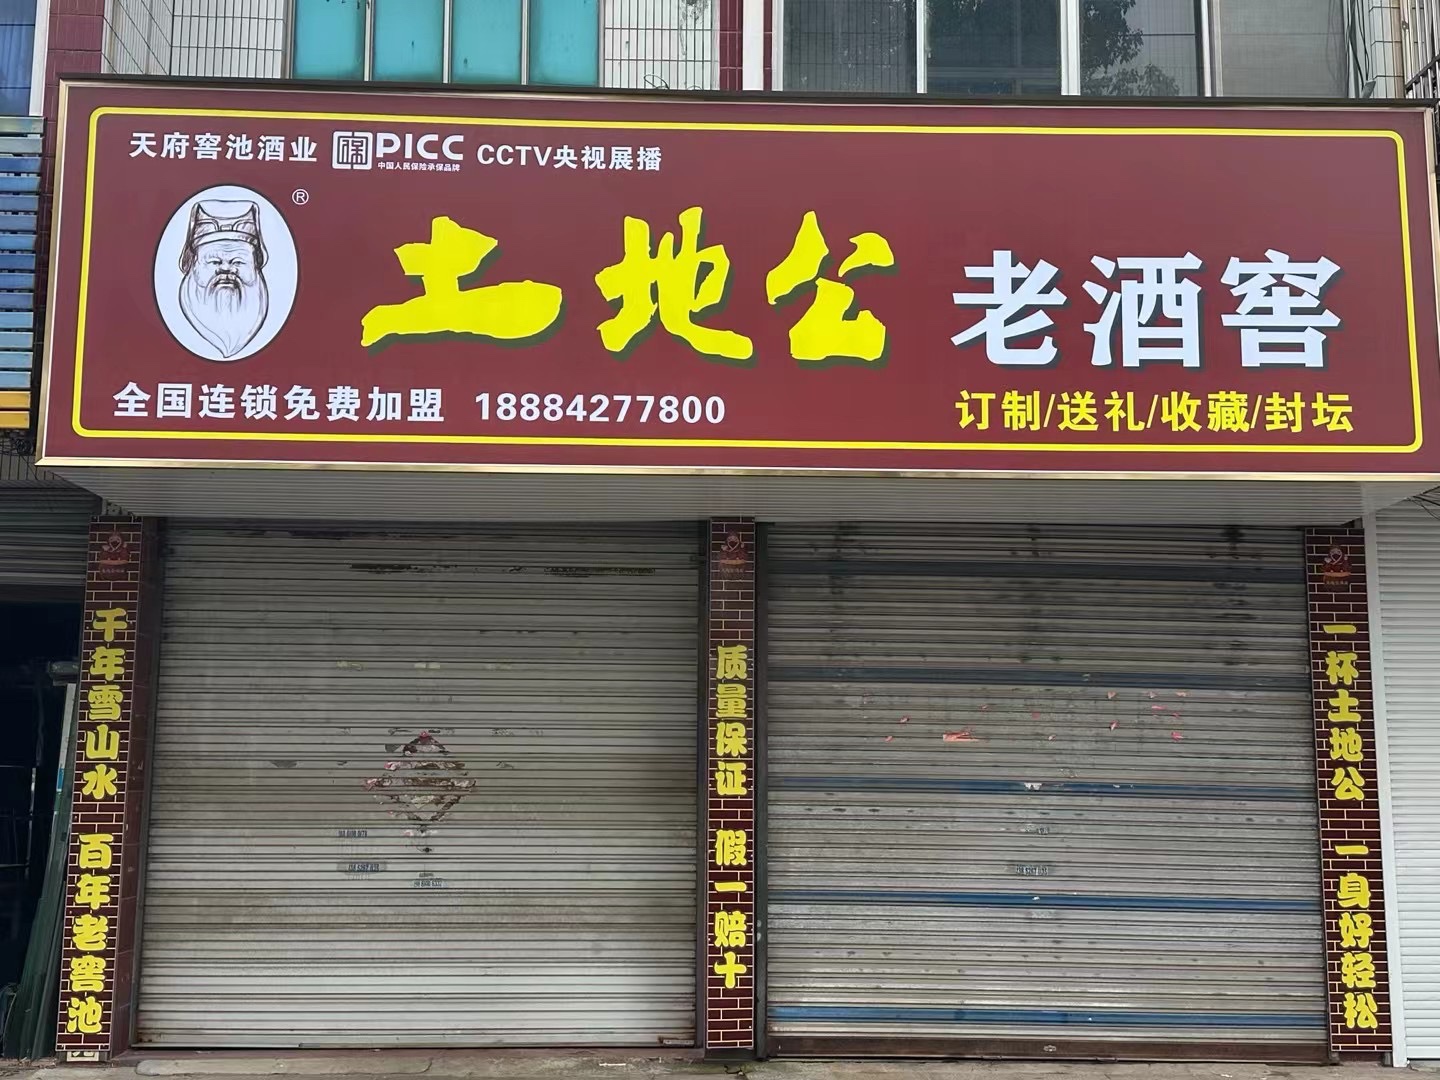 天府窖池酒业 PICC CCTV央视展播
中国人民保险承保品牌
®
土地公 老酒窖
全国连锁免费加盟 18884277800
订制/送礼/收藏/封坛
千年雪山水 百年老窖池
质量保证 假一赔十
一杯土地公 一身好轻松